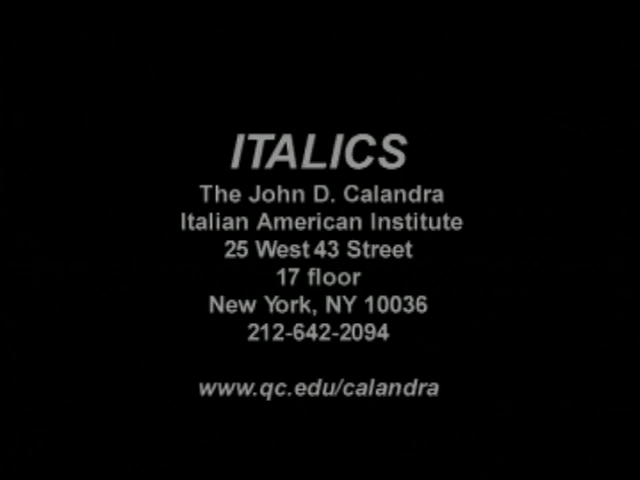 ITALICS
The John D. Calandra
Italian American Institute
25 West 43 Street
17 floor
New York, NY 10036
212-642-2094
www.qc.edu/calandra